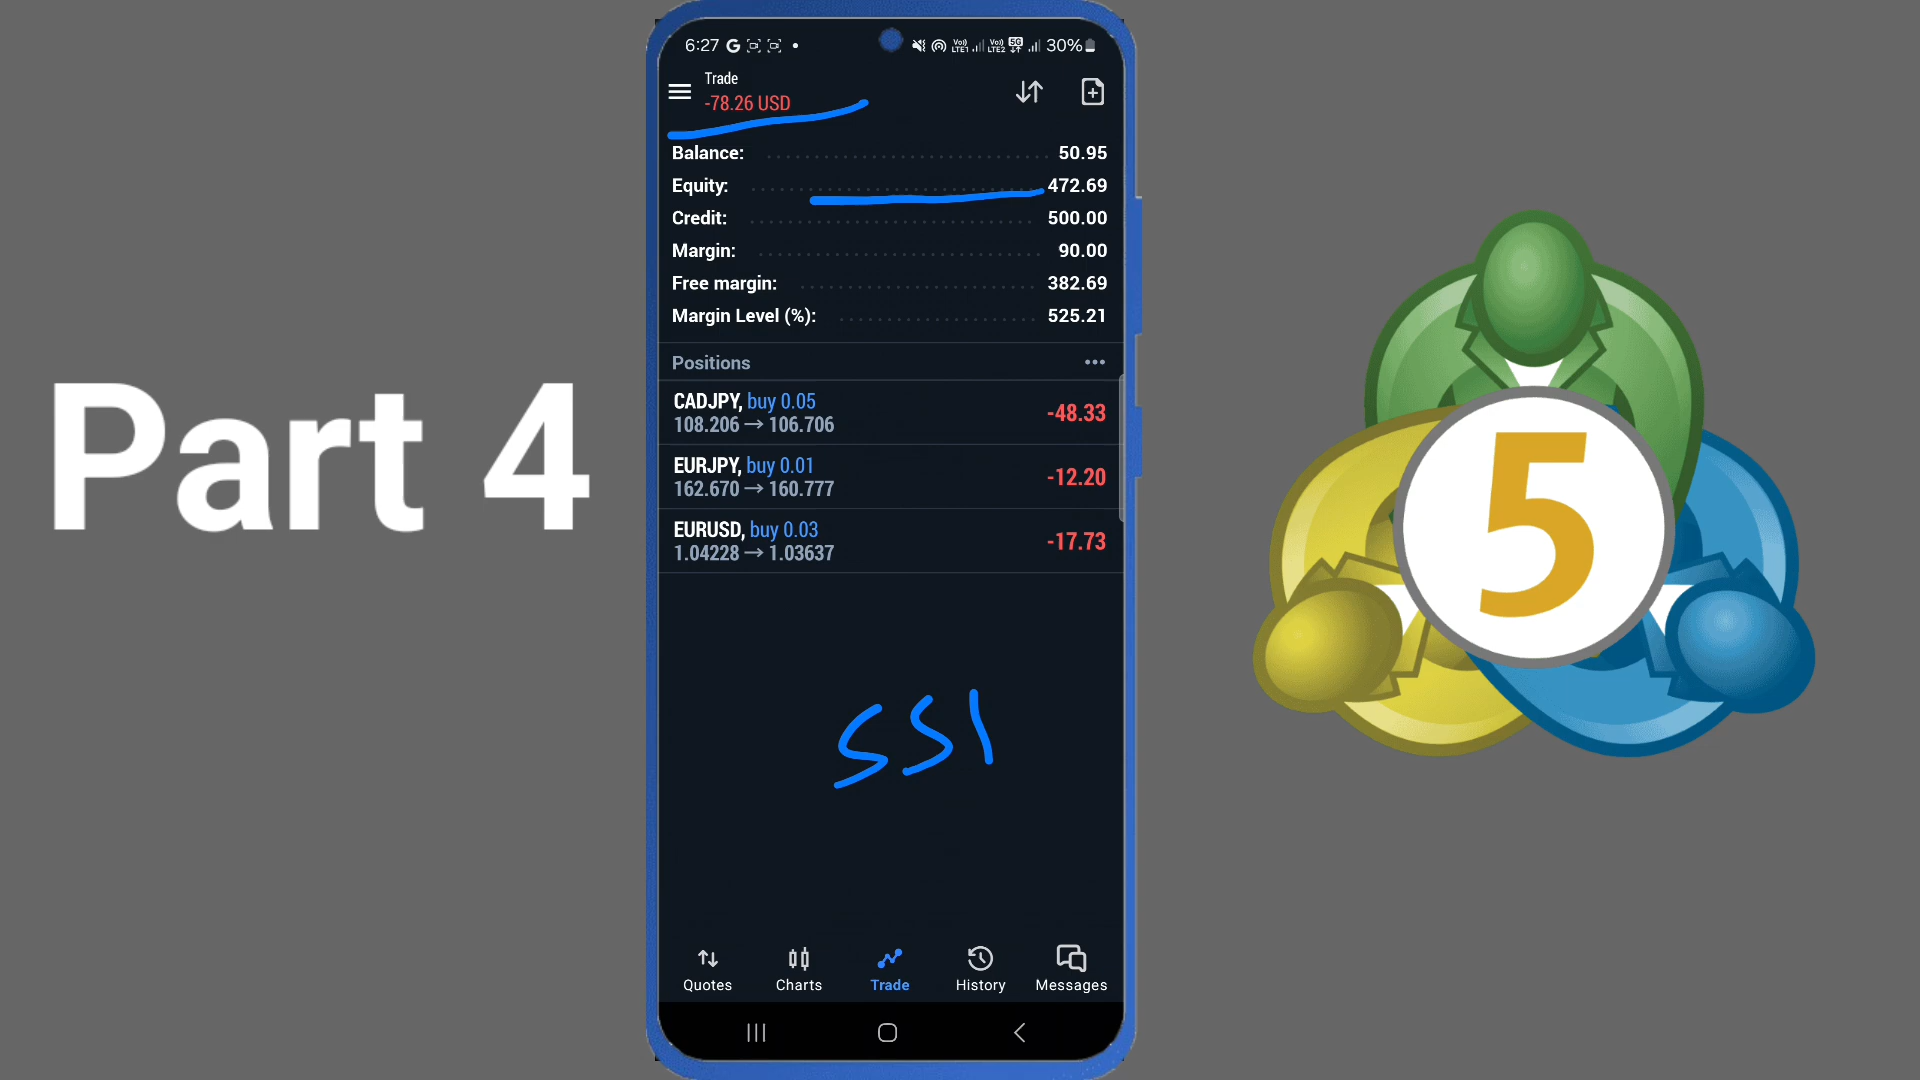 Part 4
6:27
30%
Trade
-78.26 USD
Balance: 50.95
Equity: 472.69
Credit: 500.00
Margin: 90.00
Free margin: 382.69
Margin Level (%): 525.21
Positions
CADJPY, buy 0.05
108.206 → 106.706
-48.33
EURJPY, buy 0.01
162.670 → 160.777
-12.20
EURUSD, buy 0.03
1.04228 → 1.03637
-17.73
551
Quotes
Charts
Trade
History
Messages
5